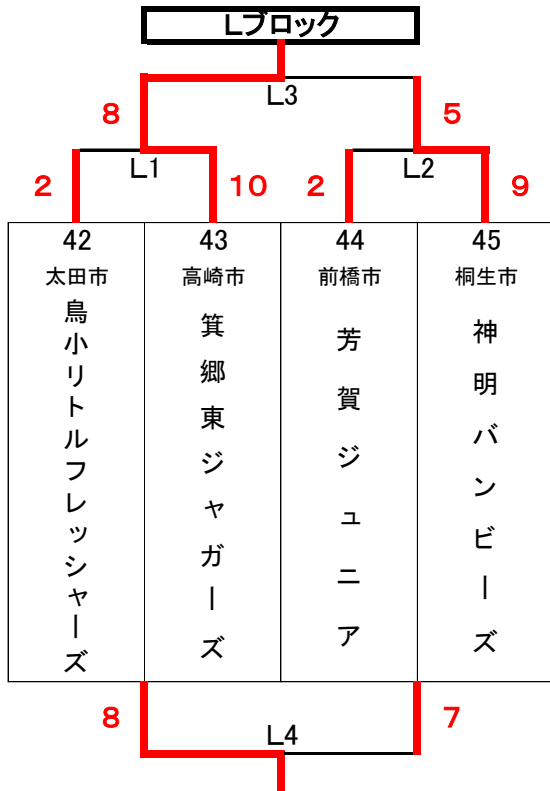 Lブロック
L3
8
5
L1
L2
2
10
2
9
42
43
44
45
太田市
高崎市
前橋市
桐生市
鳥小リトルフレッシャーズ
箕郷東ジャガーズ
芳賀ジュニア
神明バンビーズ
8
7
L4